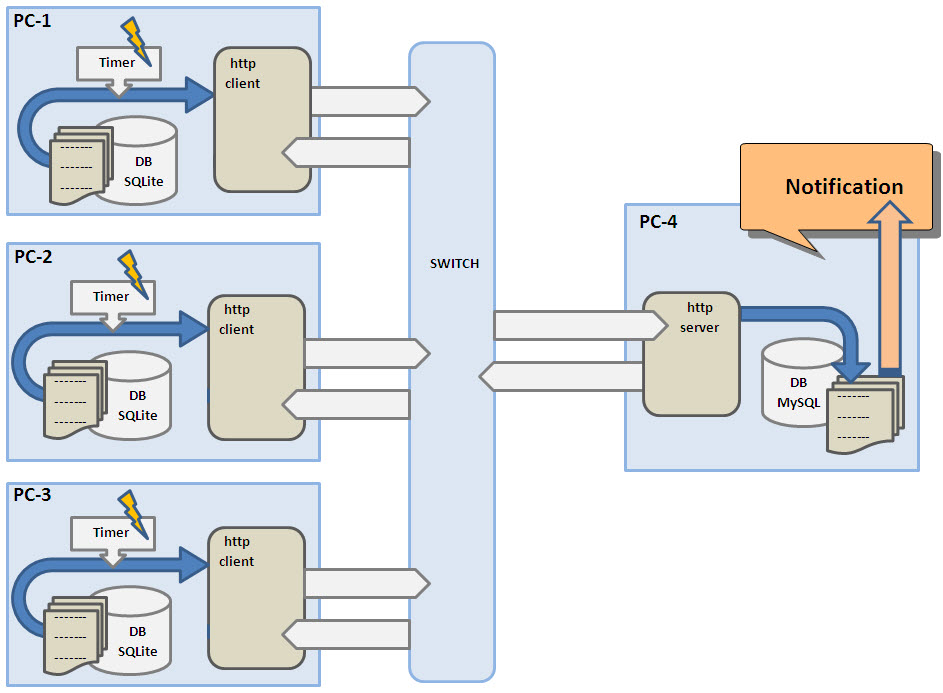 PC-1
Timer
http
client
DB
SQLite
PC-2
Timer
http
client
DB
SQLite
PC-3
Timer
http
client
DB
SQLite
SWITCH
Notification
PC-4
http
server
DB
MySQL